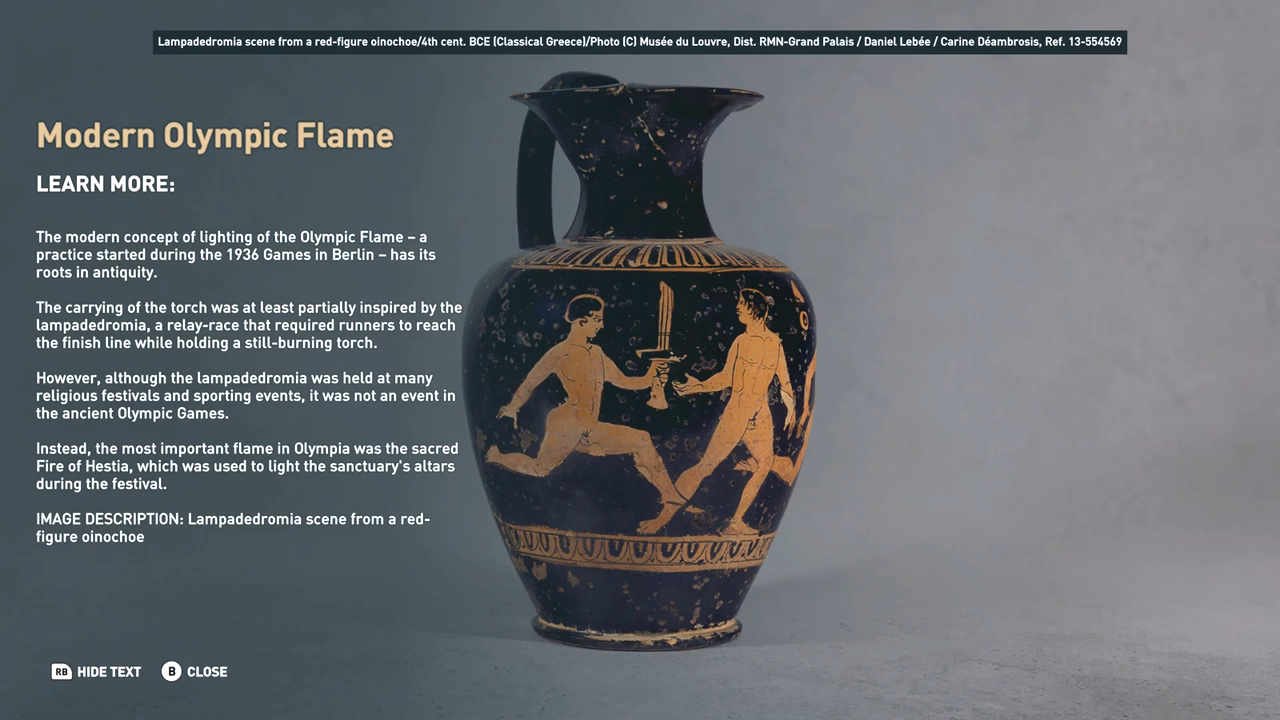 Lampadedromia scene from a red-figure oinochoe/4th cent. BCE (Classical Greece)/Photo (C) Musée du Louvre, Dist. RMN-Grand Palais / Daniel Lebée / Carine Déambrosis, Ref. 13-554569
Modern Olympic Flame
LEARN MORE:
The modern concept of lighting of the Olympic Flame – a
practice started during the 1936 Games in Berlin – has its
roots in antiquity.
The carrying of the torch was at least partially inspired by the
lampadedromia, a relay-race that required runners to reach
the finish line while holding a still-burning torch.
However, although the lampadedromia was held at many
religious festivals and sporting events, it was not an event in
the ancient Olympic Games.
Instead, the most important flame in Olympia was the sacred
Fire of Hestia, which was used to light the sanctuary's altars
during the festival.
IMAGE DESCRIPTION: Lampadedromia scene from a red-
figure oinochoe
RB HIDE TEXT B CLOSE